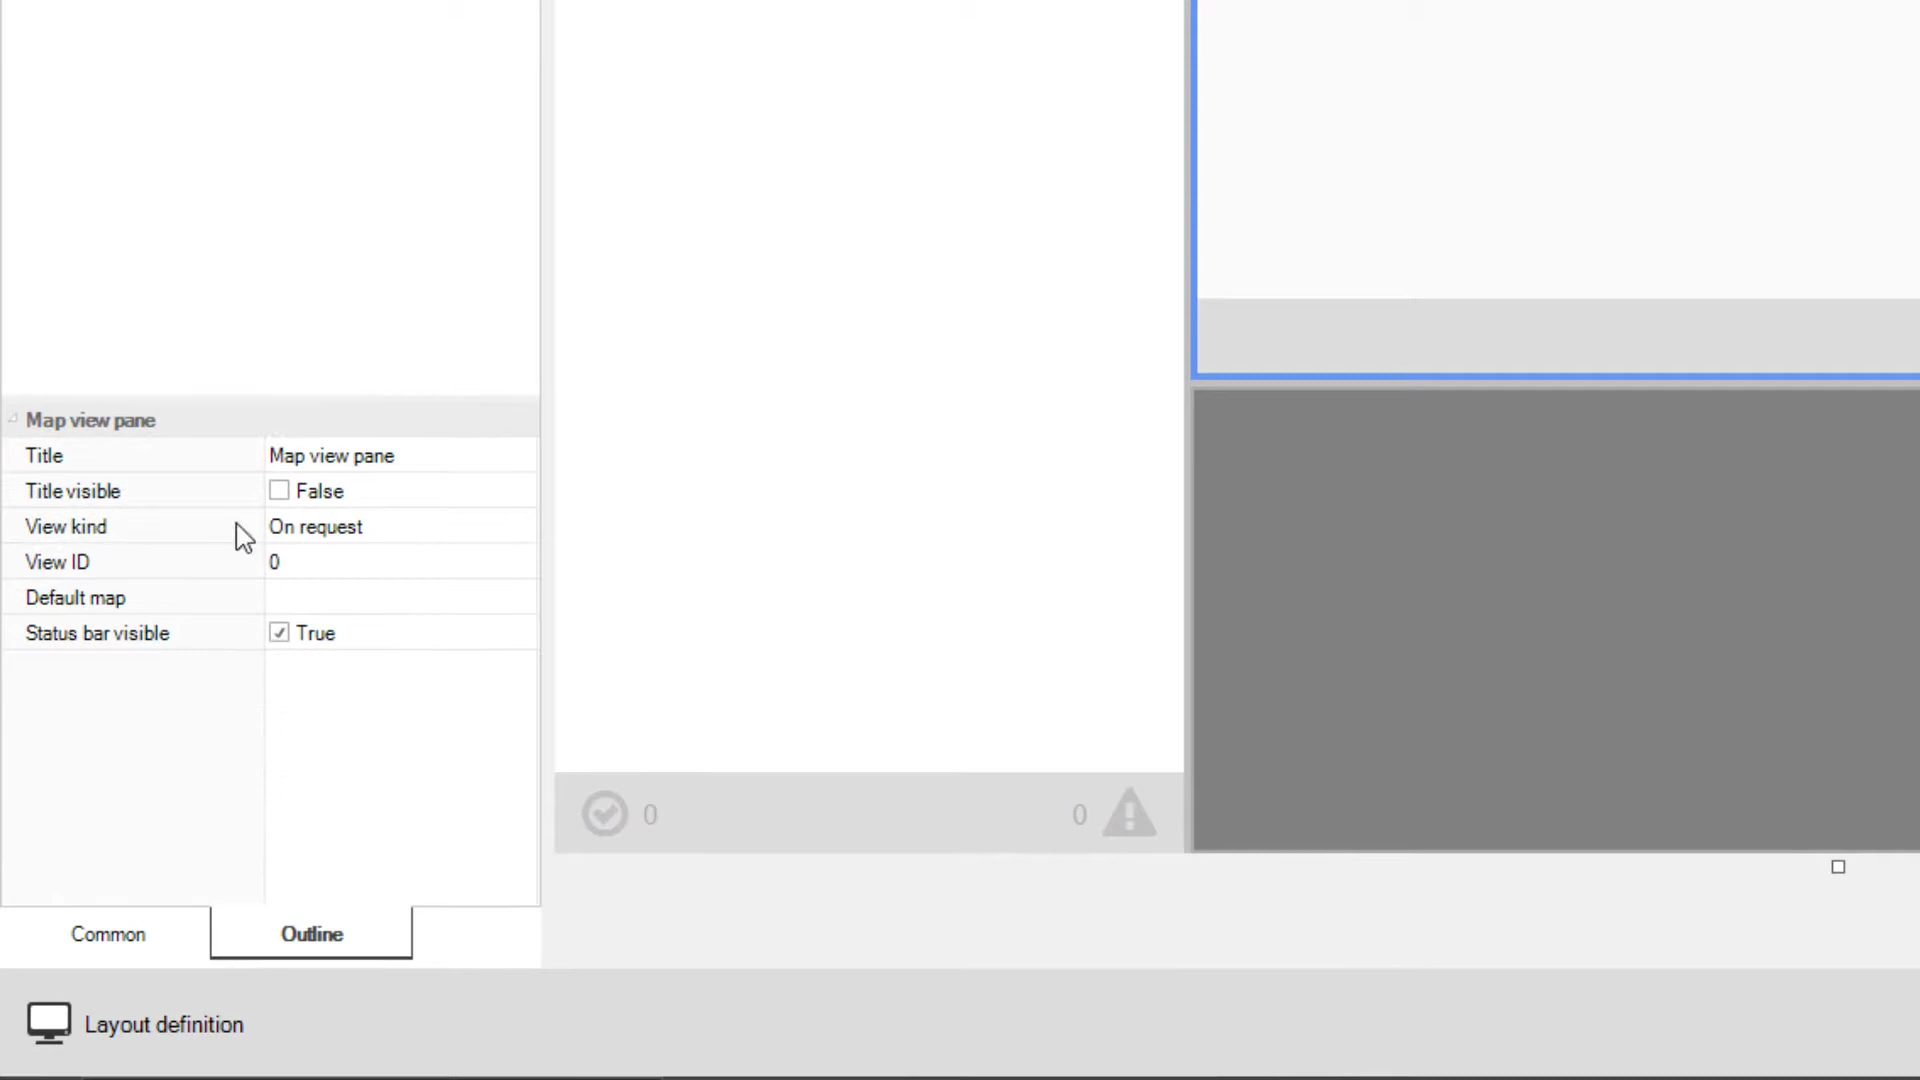 Map view pane
Title Map view pane
Title visible False
View kind On request
View ID 0
Default map
Status bar visible True
0 0
Common Outline
Layout definition